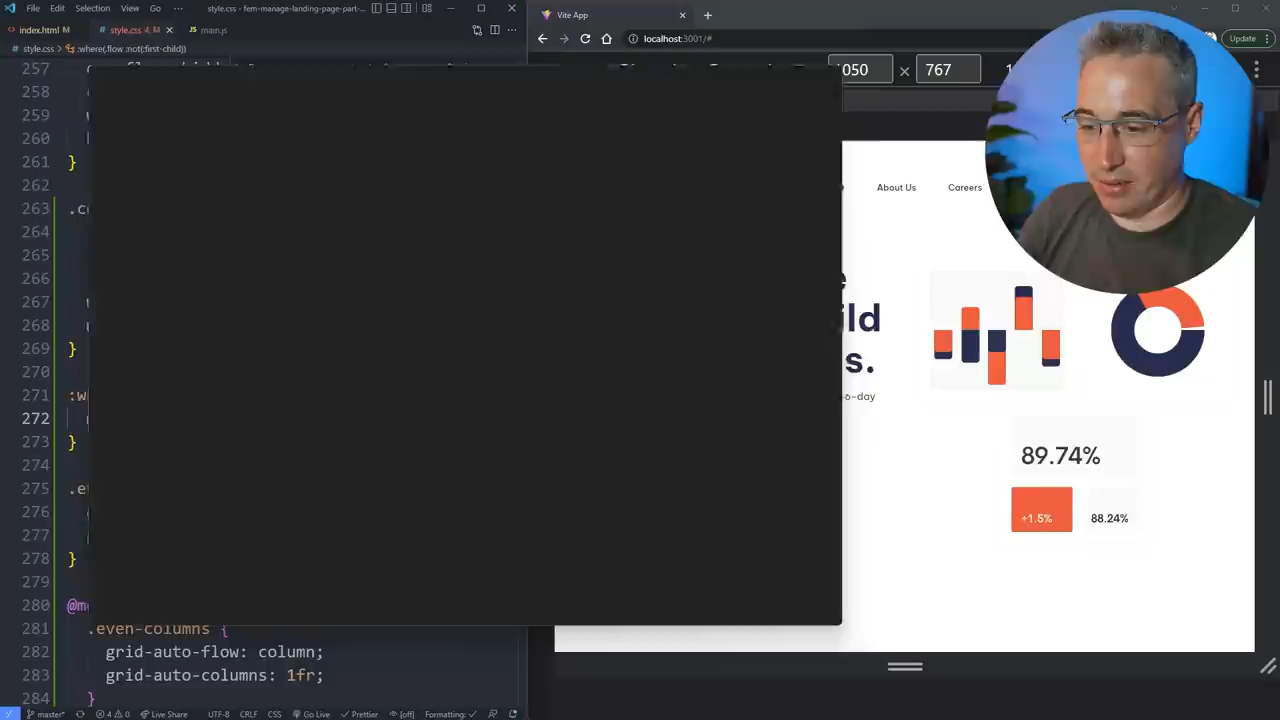 File Edit Selection View Go ··· style.css - fem-manage-landing-page-part-...
index.html M style.css 4, M main.js
style.css > :where(.flow :not(:first-child))
257
258
259
260
261 }
262
263 .c
264
265
266
267
268
269 }
270
271 :w
272
273 }
274
275 .e
276
277
278 }
279
280 @m
281 .even-columns {
282 grid-auto-flow: column;
283 grid-auto-columns: 1fr;
284 }
master* 4 0 Live Share UTF-8 CRLF CSS Go Live Prettier [off] Formatting: ✓
Vite App
localhost:3001/# Update
050 × 767
About Us Careers
ild
s.
-o-day
89.74%
+1.5% 88.24%